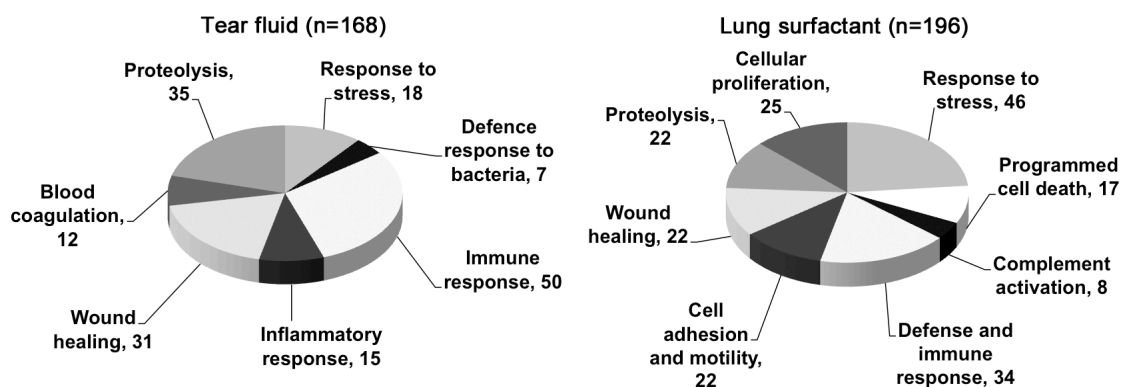 Tear fluid (n=168)
Proteolysis,
35
Response to
stress, 18
Defence
response to
bacteria, 7
Immune
response, 50
Inflammatory
response, 15
Wound
healing, 31
Blood
coagulation,
12
Lung surfactant (n=196)
Cellular
proliferation,
25
Response to
stress, 46
Programmed
cell death, 17
Complement
activation, 8
Defense and
immune
response, 34
Cell
adhesion
and motility,
22
Wound
healing, 22
Proteolysis,
22